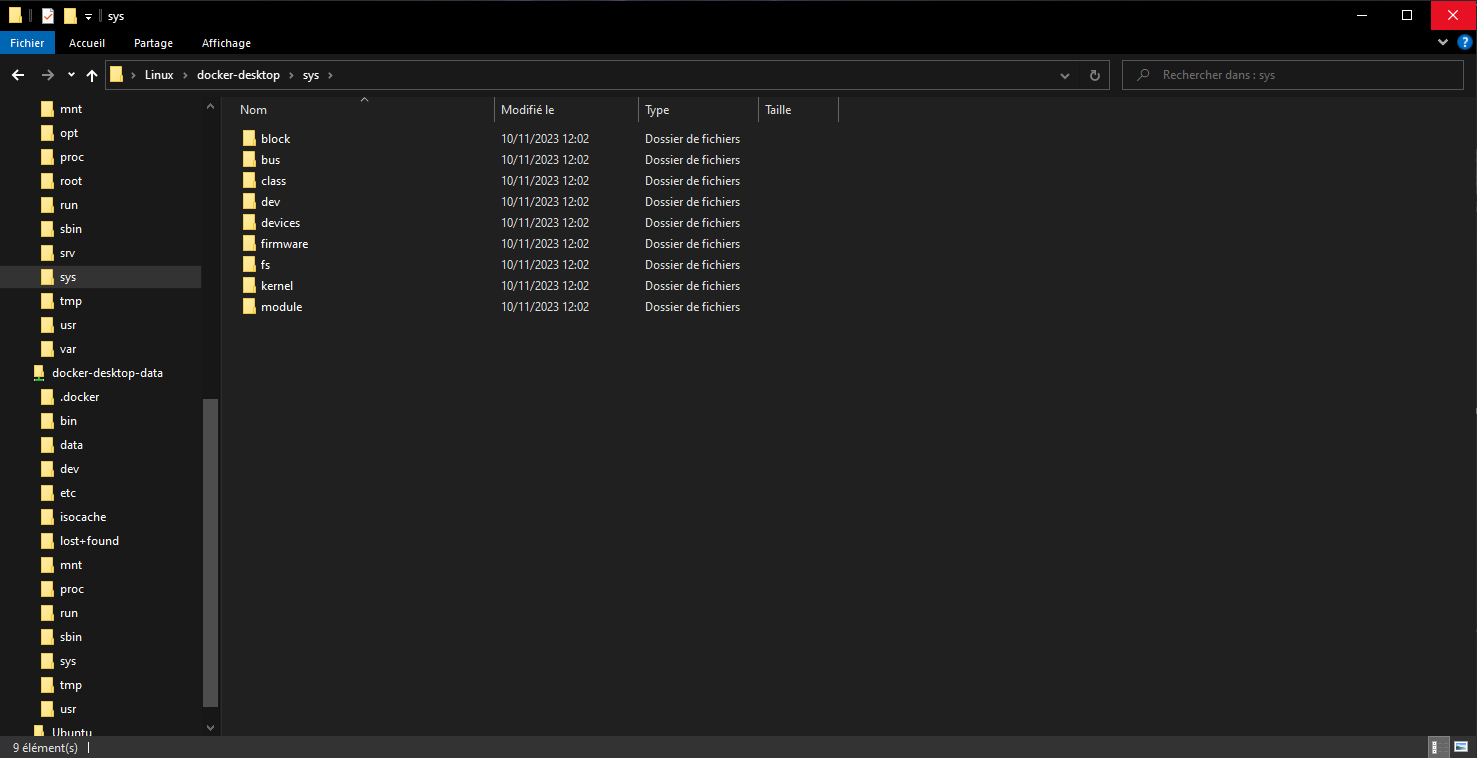 sys
Fichier Accueil Partage Affichage
Linux docker-desktop sys Rechercher dans : sys
mnt
opt
proc
root
run
sbin
srv
sys
tmp
usr
var
docker-desktop-data
.docker
bin
data
dev
etc
isocache
lost+found
mnt
proc
run
sbin
sys
tmp
usr
Ubuntu
Nom Modifié le Type Taille
block 10/11/2023 12:02 Dossier de fichiers
bus 10/11/2023 12:02 Dossier de fichiers
class 10/11/2023 12:02 Dossier de fichiers
dev 10/11/2023 12:02 Dossier de fichiers
devices 10/11/2023 12:02 Dossier de fichiers
firmware 10/11/2023 12:02 Dossier de fichiers
fs 10/11/2023 12:02 Dossier de fichiers
kernel 10/11/2023 12:02 Dossier de fichiers
module 10/11/2023 12:02 Dossier de fichiers
9 élément(s)